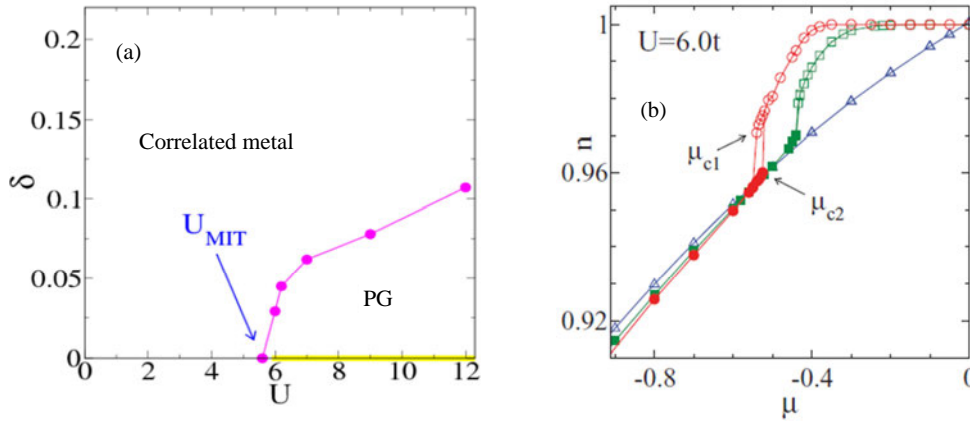 (a)
0.2
0.15
0.1
0.05
0
δ
Correlated metal
U_MIT
PG
0 2 4 6 8 10 12
U
(b)
U=6.0t
1
0.96
0.92
n
μ_c1
μ_c2
-0.8 -0.4 0
μ